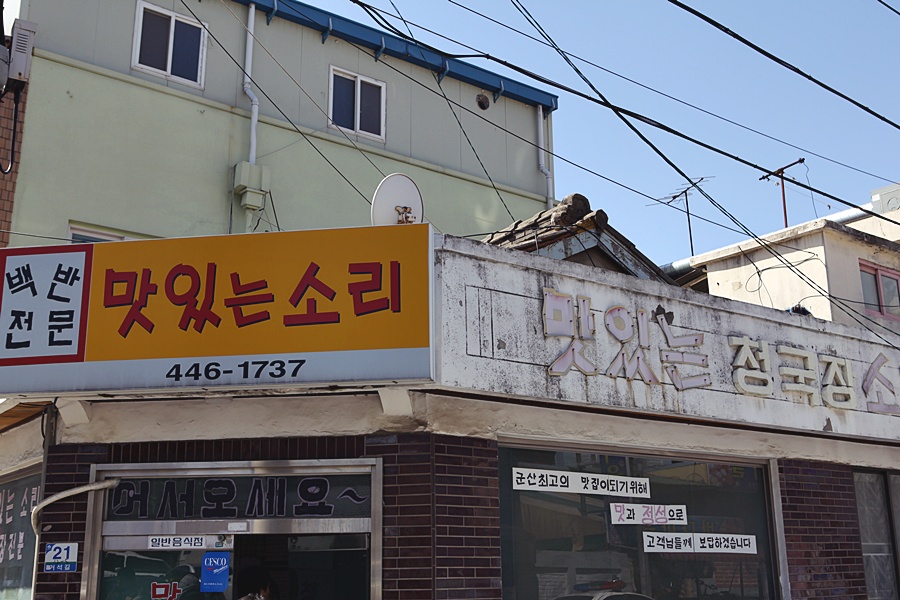 백반
전문
맛있는소리
446-1737
맛있는 청국장 소
어서오세요~
일반음식점
CESCO
맛
21
군산최고의 맛집이되기위해
맛과 정성으로
고객님들께 보답하겠습니다